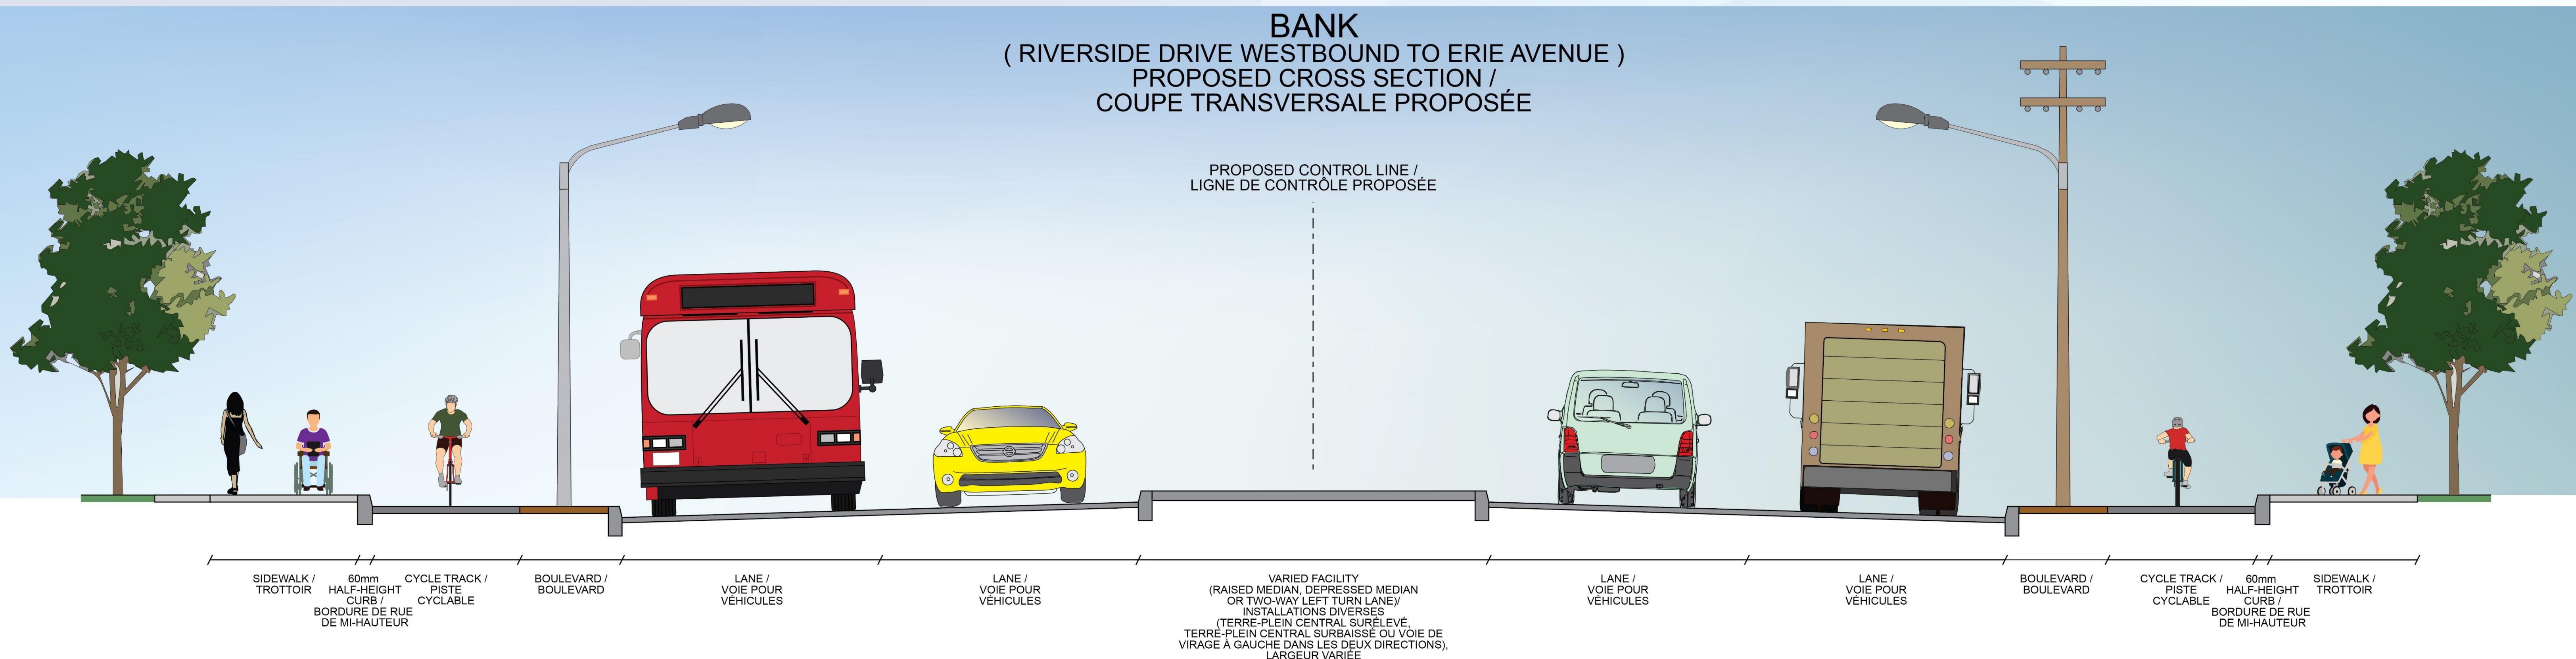 BANK
( RIVERSIDE DRIVE WESTBOUND TO ERIE AVENUE )
PROPOSED CROSS SECTION /
COUPE TRANSVERSALE PROPOSÉE
PROPOSED CONTROL LINE /
LIGNE DE CONTRÔLE PROPOSÉE
SIDEWALK /
TROTTOIR
60mm
HALF-HEIGHT
CURB /
BORDURE DE RUE
DE MI-HAUTEUR
CYCLE TRACK /
PISTE
CYCLABLE
BOULEVARD /
BOULEVARD
LANE /
VOIE POUR
VÉHICULES
LANE /
VOIE POUR
VÉHICULES
VARIED FACILITY
(RAISED MEDIAN, DEPRESSED MEDIAN
OR TWO-WAY LEFT TURN LANE)/
INSTALLATIONS DIVERSES
(TERRE-PLEIN CENTRAL SURÉLEVÉ,
TERRE-PLEIN CENTRAL SURBAISSÉ OU VOIE DE
VIRAGE À GAUCHE DANS LES DEUX DIRECTIONS),
LARGEUR VARIÉE
LANE /
VOIE POUR
VÉHICULES
LANE /
VOIE POUR
VÉHICULES
BOULEVARD /
BOULEVARD
CYCLE TRACK /
PISTE
CYCLABLE
60mm
HALF-HEIGHT
CURB /
BORDURE DE RUE
DE MI-HAUTEUR
SIDEWALK /
TROTTOIR